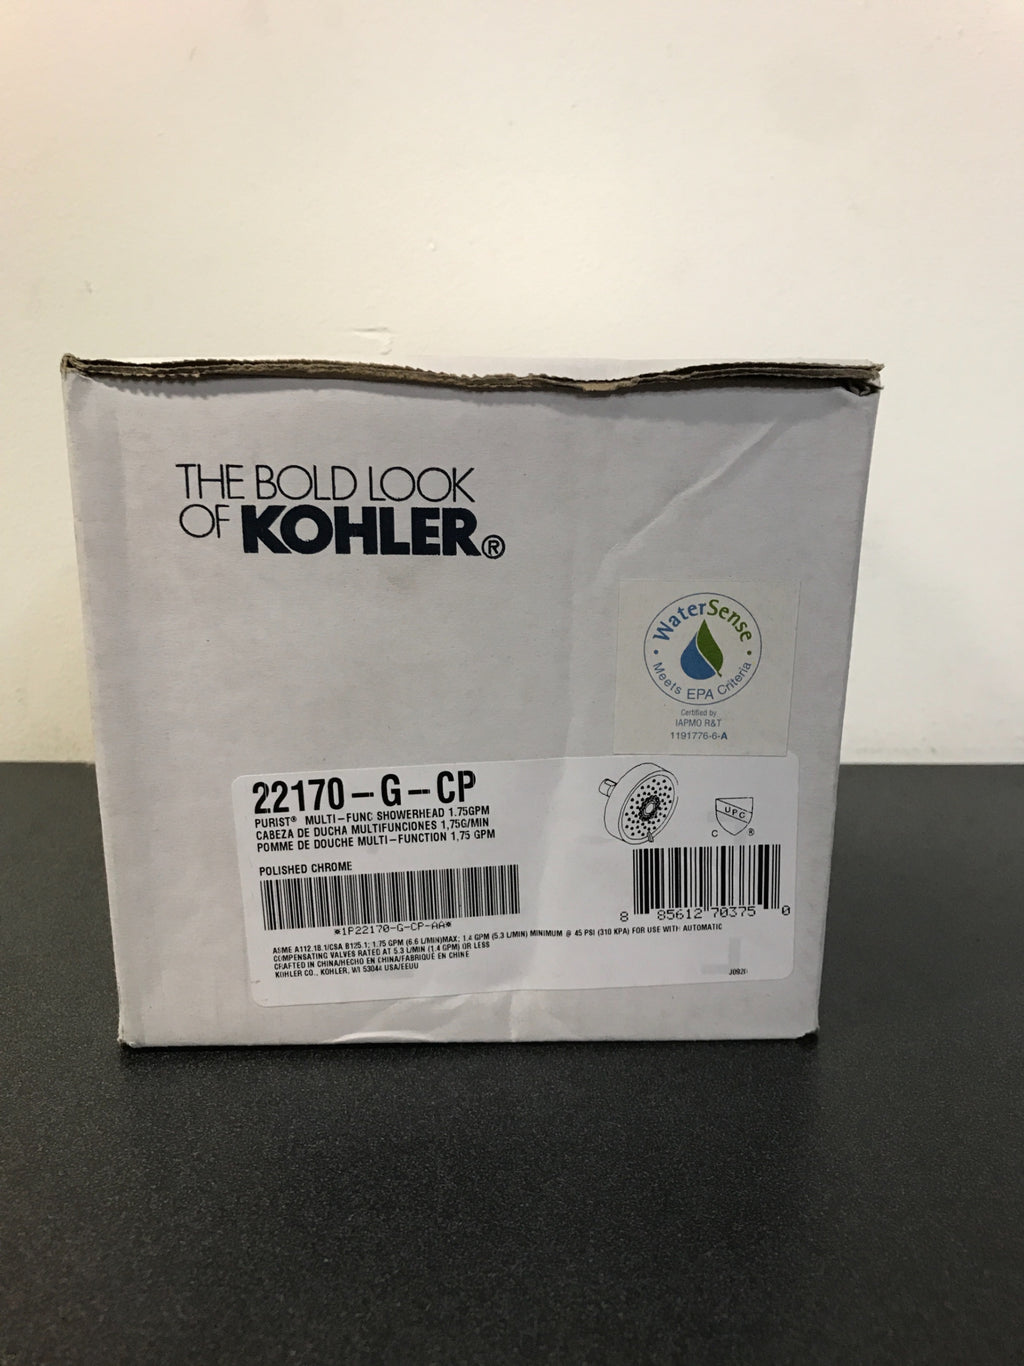 THE BOLD LOOK
OF KOHLER®
WaterSense
Meets EPA Criteria
Certified by
IAPMO R&T
1191776-6-A
22170-G-CP
PURIST® MULTI-FUNC SHOWERHEAD 1.75GPM
CABEZA DE DUCHA MULTIFUNCIONES 1,75G/MIN
POMME DE DOUCHE MULTI-FUNCTION 1,75 GPM
POLISHED CHROME
UPC
C ®
*1P22170-G-CP-AA*
8 85612 70375 0
ASME A112.18.1/CSA B125.1; 1.75 GPM (6.6 L/MIN)MAX; 1.4 GPM (5.3 L/MIN) MINIMUM @ 45 PSI (310 KPA) FOR USE WITH AUTOMATIC
COMPENSATING VALVES RATED AT 5.3 L/MIN (1.4 GPM) OR LESS
CRAFTED IN CHINA/HECHO EN CHINA/FABRIQUÉ EN CHINE
KOHLER CO., KOHLER, WI 53044 USA/EEUU